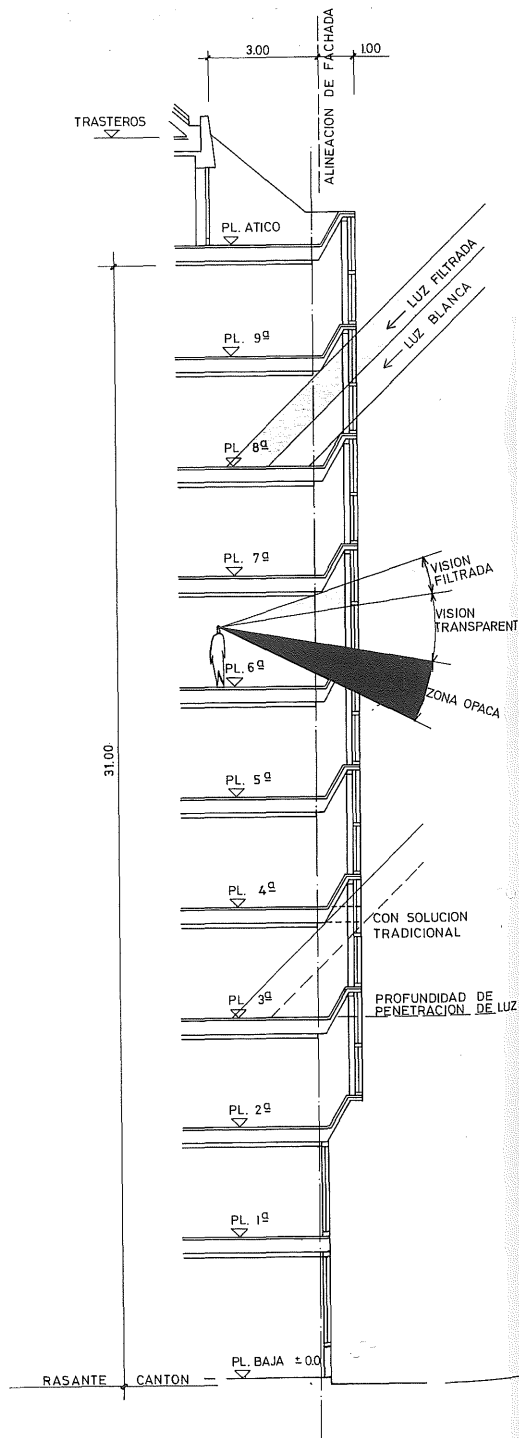 3.00
1.00
ALINEACION DE FACHADA
TRASTEROS
PL. ATICO
LUZ FILTRADA
LUZ BLANCA
PL. 9ª
PL. 8ª
PL. 7ª
VISION
FILTRADA
VISION
TRANSPARENT
PL. 6ª
ZONA OPACA
31.00
PL. 5ª
PL. 4ª
CON SOLUCION
TRADICIONAL
PL. 3ª
PROFUNDIDAD DE
PENETRACION DE LUZ
PL. 2ª
PL. 1ª
PL. BAJA ± 0.0
RASANTE CANTON